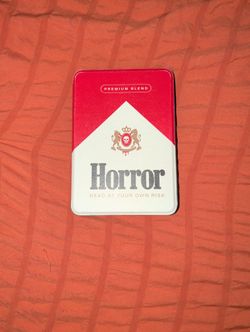 PREMIUM BLEND
Horror
READ AT YOUR OWN RISK